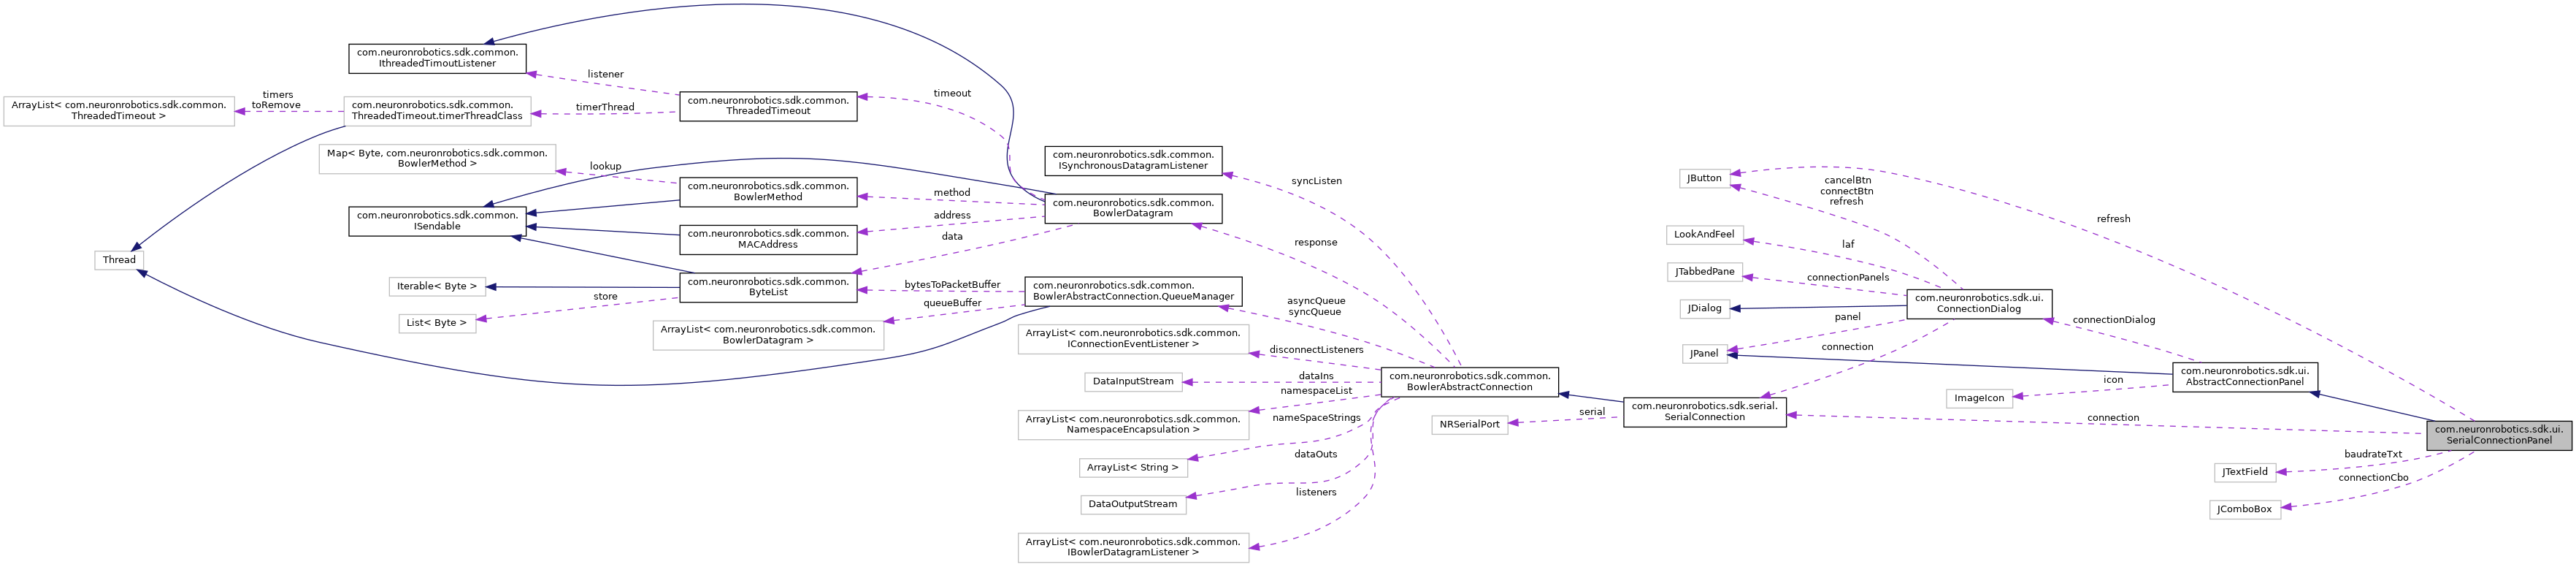 com.neuronrobotics.sdk.common.
IthreadedTimoutListener
listener
ArrayList< com.neuronrobotics.sdk.common.
ThreadedTimeout >
timers
toRemove
com.neuronrobotics.sdk.common.
ThreadedTimeout.timerThreadClass
timerThread
com.neuronrobotics.sdk.common.
ThreadedTimeout
timeout
Map< Byte, com.neuronrobotics.sdk.common.
BowlerMethod >
lookup
com.neuronrobotics.sdk.common.
BowlerMethod
method
com.neuronrobotics.sdk.common.
ISendable
com.neuronrobotics.sdk.common.
MACAddress
address
data
Thread
Iterable< Byte >
store
List< Byte >
com.neuronrobotics.sdk.common.
ByteList
bytesToPacketBuffer
queueBuffer
ArrayList< com.neuronrobotics.sdk.common.
BowlerDatagram >
com.neuronrobotics.sdk.common.
ISynchronousDatagramListener
com.neuronrobotics.sdk.common.
BowlerDatagram
com.neuronrobotics.sdk.common.
BowlerAbstractConnection.QueueManager
ArrayList< com.neuronrobotics.sdk.common.
IConnectionEventListener >
DataInputStream
ArrayList< com.neuronrobotics.sdk.common.
NamespaceEncapsulation >
ArrayList< String >
DataOutputStream
ArrayList< com.neuronrobotics.sdk.common.
IBowlerDatagramListener >
syncListen
response
asyncQueue
syncQueue
disconnectListeners
dataIns
namespaceList
nameSpaceStrings
dataOuts
listeners
com.neuronrobotics.sdk.common.
BowlerAbstractConnection
NRSerialPort
serial
com.neuronrobotics.sdk.serial.
SerialConnection
JButton
LookAndFeel
JTabbedPane
JDialog
JPanel
cancelBtn
connectBtn
refresh
laf
connectionPanels
panel
connection
com.neuronrobotics.sdk.ui.
ConnectionDialog
ImageIcon
icon
refresh
connectionDialog
com.neuronrobotics.sdk.ui.
AbstractConnectionPanel
connection
JTextField
JComboBox
baudrateTxt
connectionCbo
com.neuronrobotics.sdk.ui.
SerialConnectionPanel